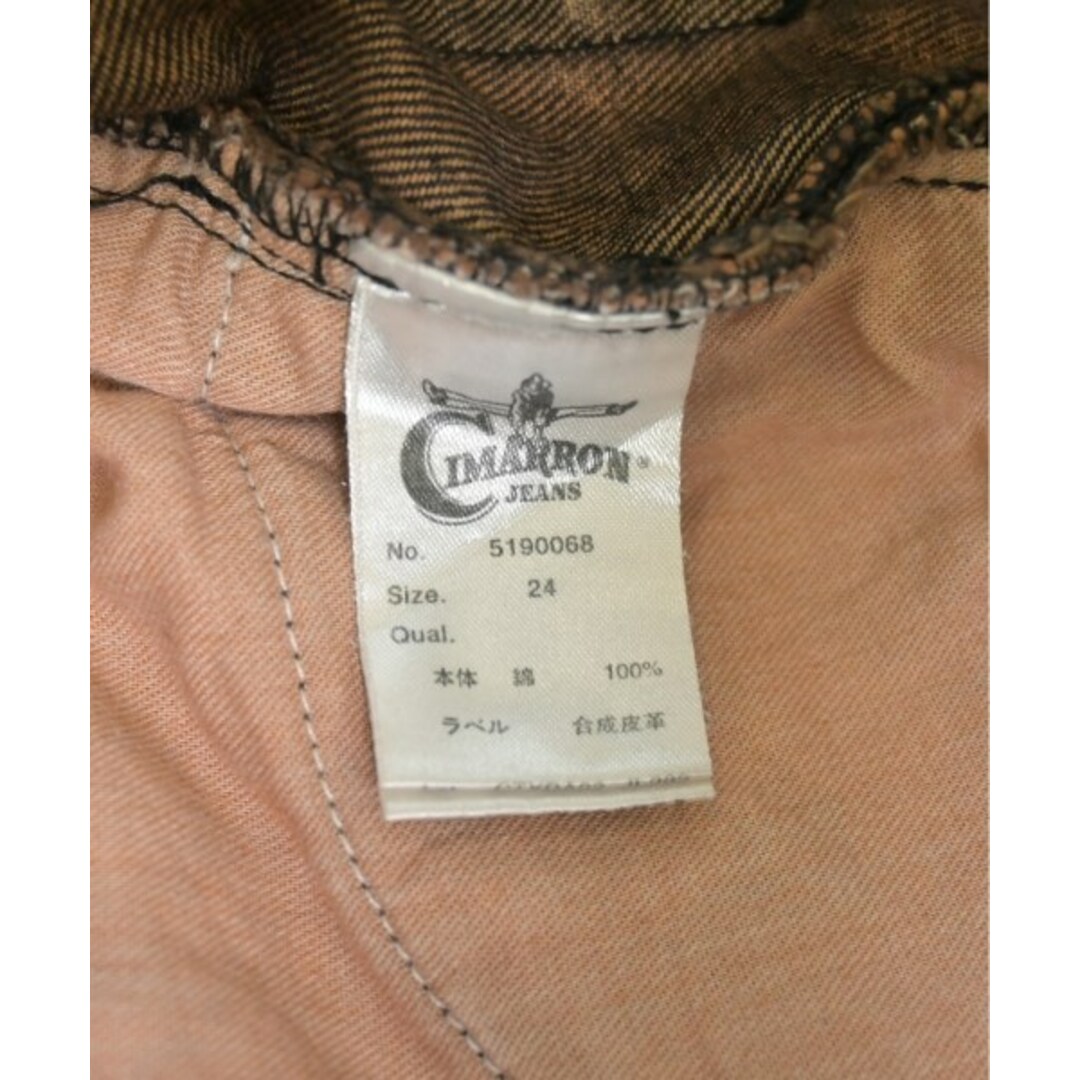 CIMARRON®
JEANS
No. 5190068
Size. 24
Qual.
本体 綿 100%
ラベル 合成皮革